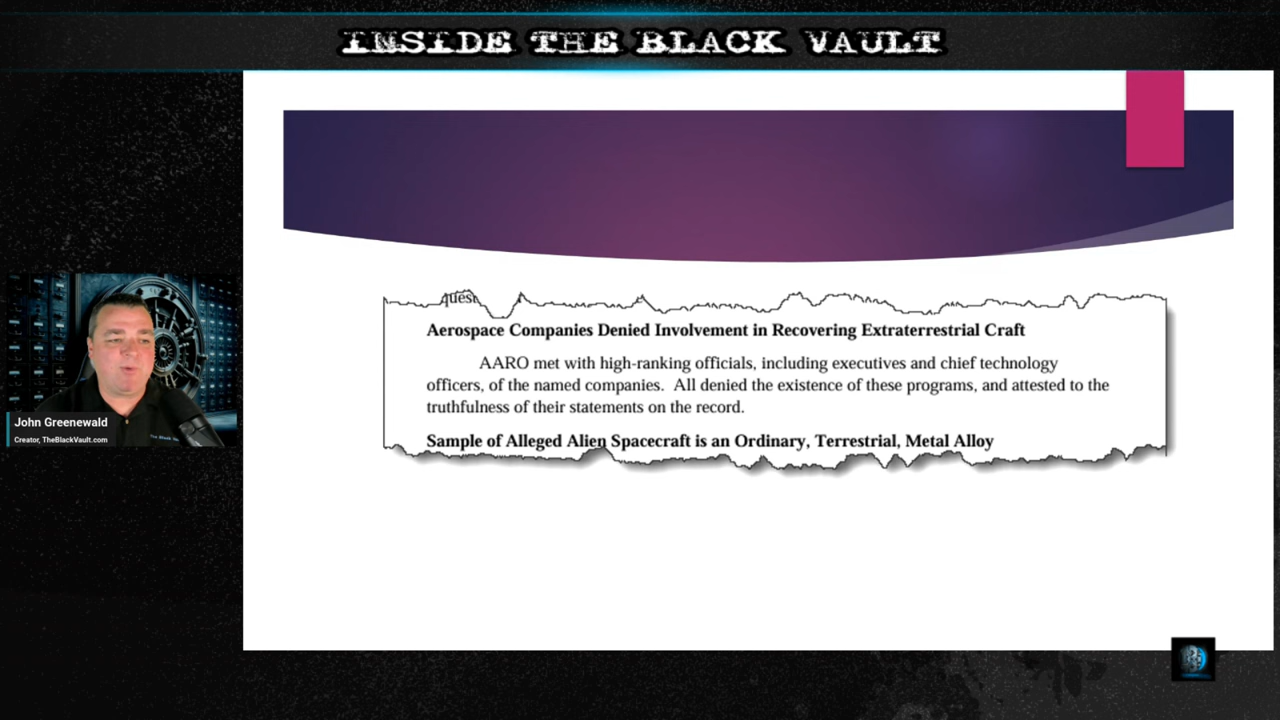 INSIDE THE BLACK VAULT
quest
Aerospace Companies Denied Involvement in Recovering Extraterrestrial Craft
AARO met with high-ranking officials, including executives and chief technology
officers, of the named companies. All denied the existence of these programs, and attested to the
truthfulness of their statements on the record.
Sample of Alleged Alien Spacecraft is an Ordinary, Terrestrial, Metal Alloy
John Greenewald
Creator, TheBlackVault.com